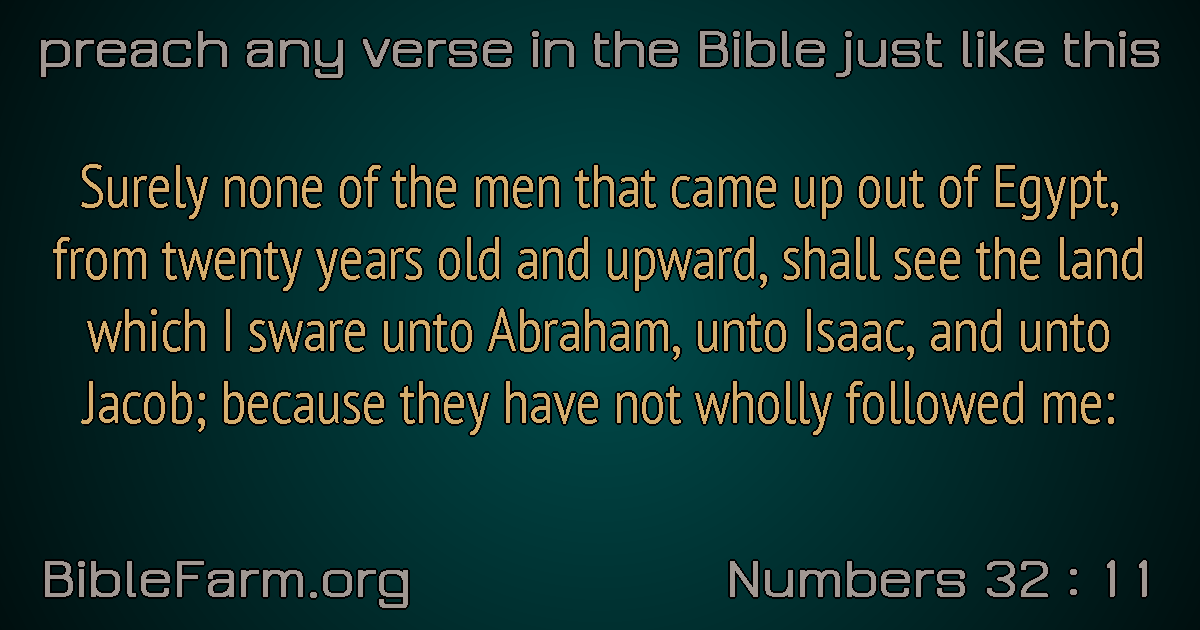 preach any verse in the Bible just like this
Surely none of the men that came up out of Egypt,
from twenty years old and upward, shall see the land
which I sware unto Abraham, unto Isaac, and unto
Jacob; because they have not wholly followed me:
BibleFarm.org
Numbers 32 : 11